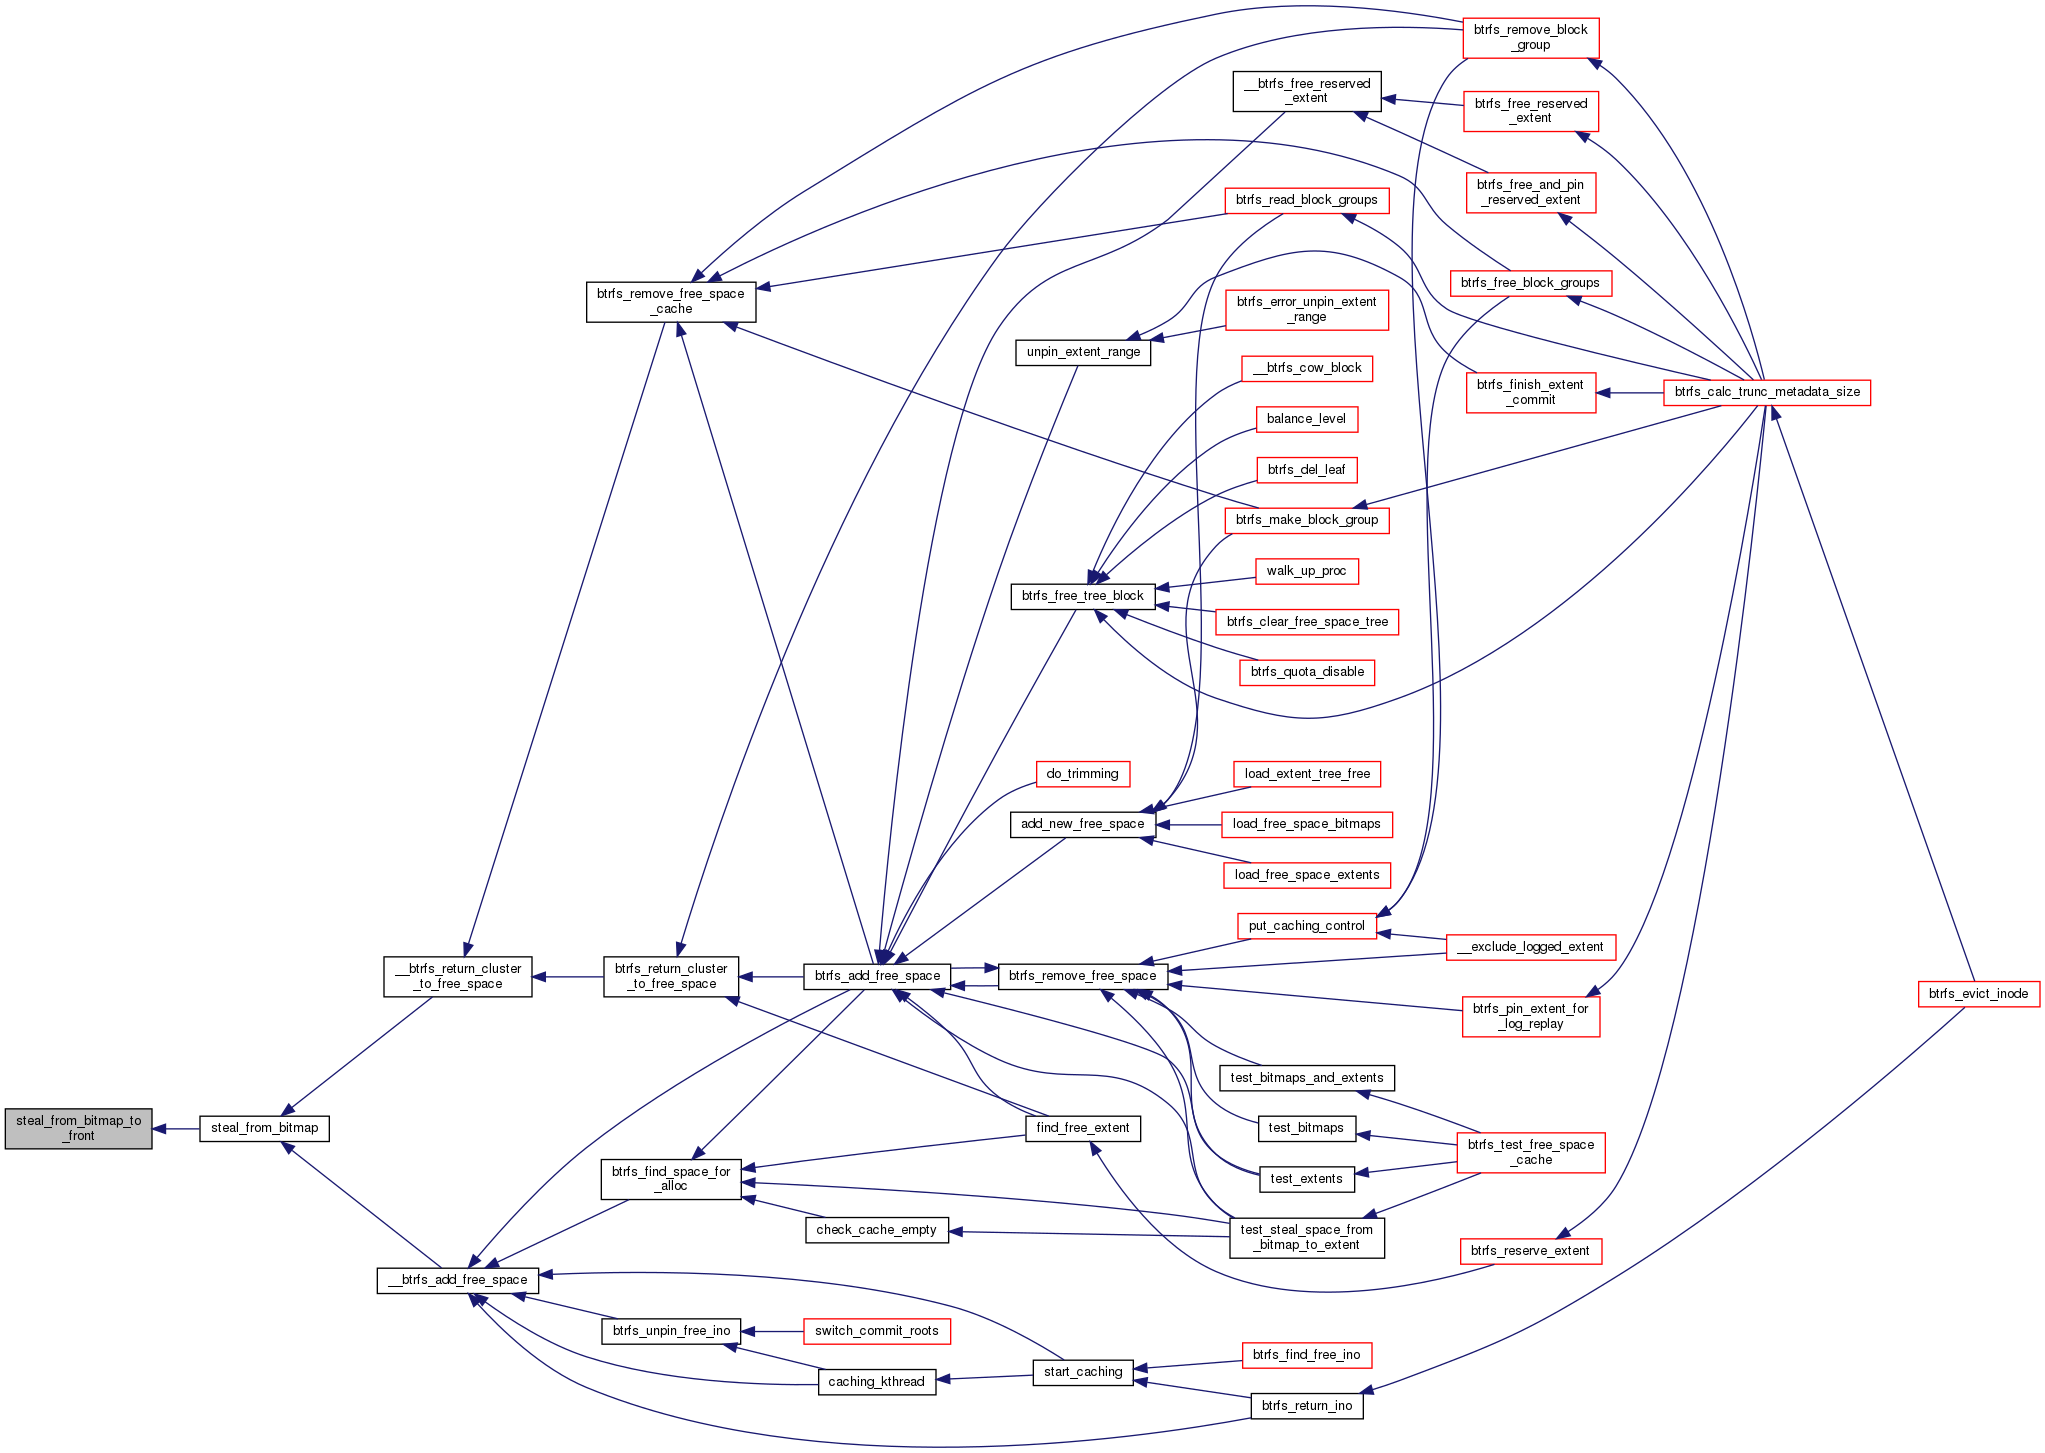 btrfs_remove_block
_group
__btrfs_free_reserved
_extent
btrfs_free_reserved
_extent
btrfs_free_and_pin
_reserved_extent
btrfs_read_block_groups
btrfs_free_block_groups
btrfs_remove_free_space
_cache
btrfs_error_unpin_extent
_range
unpin_extent_range
__btrfs_cow_block
btrfs_finish_extent
_commit
btrfs_calc_trunc_metadata_size
balance_level
btrfs_del_leaf
btrfs_make_block_group
walk_up_proc
btrfs_free_tree_block
btrfs_clear_free_space_tree
btrfs_quota_disable
do_trimming
load_extent_tree_free
add_new_free_space
load_free_space_bitmaps
load_free_space_extents
put_caching_control
__exclude_logged_extent
__btrfs_return_cluster
_to_free_space
btrfs_return_cluster
_to_free_space
btrfs_add_free_space
btrfs_remove_free_space
btrfs_evict_inode
btrfs_pin_extent_for
_log_replay
test_bitmaps_and_extents
steal_from_bitmap_to
_front
steal_from_bitmap
find_free_extent
test_bitmaps
btrfs_test_free_space
_cache
btrfs_find_space_for
_alloc
test_extents
check_cache_empty
test_steal_space_from
_bitmap_to_extent
btrfs_reserve_extent
__btrfs_add_free_space
btrfs_unpin_free_ino
switch_commit_roots
btrfs_find_free_ino
start_caching
caching_kthread
btrfs_return_ino